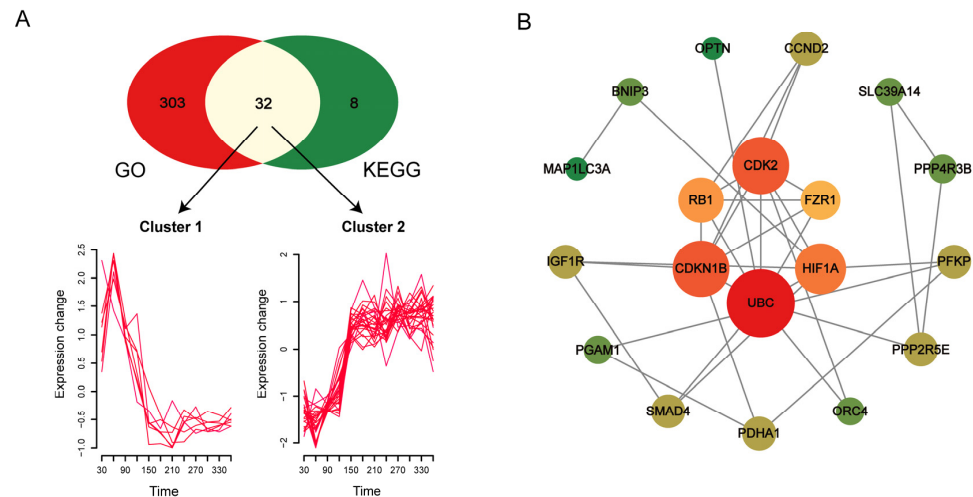 A
303
32
8
GO
KEGG
Cluster 1
Cluster 2
Expression change
2.5
2.0
1.5
1.0
0.5
0.0
−0.5
−1.0
30 90 150 210 270 330
Time
Expression change
2
1
0
−1
−2
30 90 150 210 270 330
Time
B
OPTN
CCND2
BNIP3
SLC39A14
MAP1LC3A
CDK2
PPP4R3B
RB1
FZR1
IGF1R
CDKN1B
HIF1A
PFKP
UBC
PGAM1
PPP2R5E
SMAD4
ORC4
PDHA1